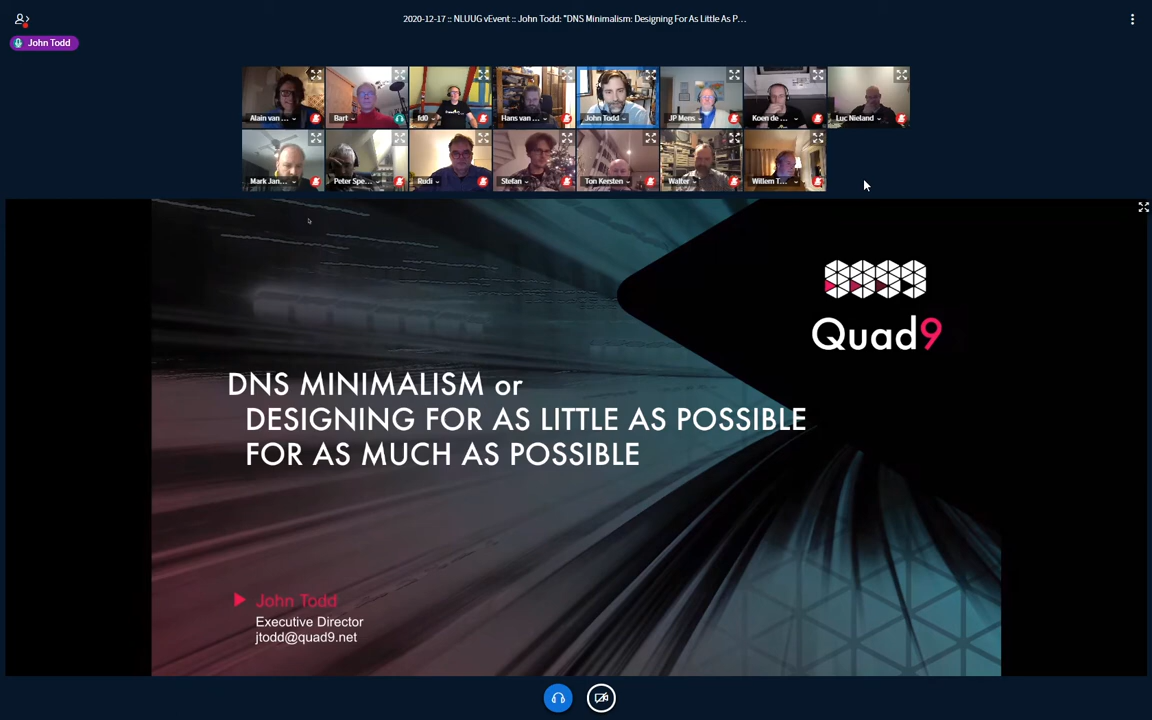 2020-12-17 :: NLUUG vEvent :: John Todd: "DNS Minimalism: Designing For As Little As P...
John Todd
Alain van ...
Bart
fd0
Hans van ...
John Todd
JP Mens
Koen de ...
Luc Nieland
Mark Jan...
Peter Spe...
Rudi
Stefan
Ton Kersten
Walter
Willem T...
Quad9
DNS MINIMALISM or
DESIGNING FOR AS LITTLE AS POSSIBLE
FOR AS MUCH AS POSSIBLE
John Todd
Executive Director
jtodd@quad9.net